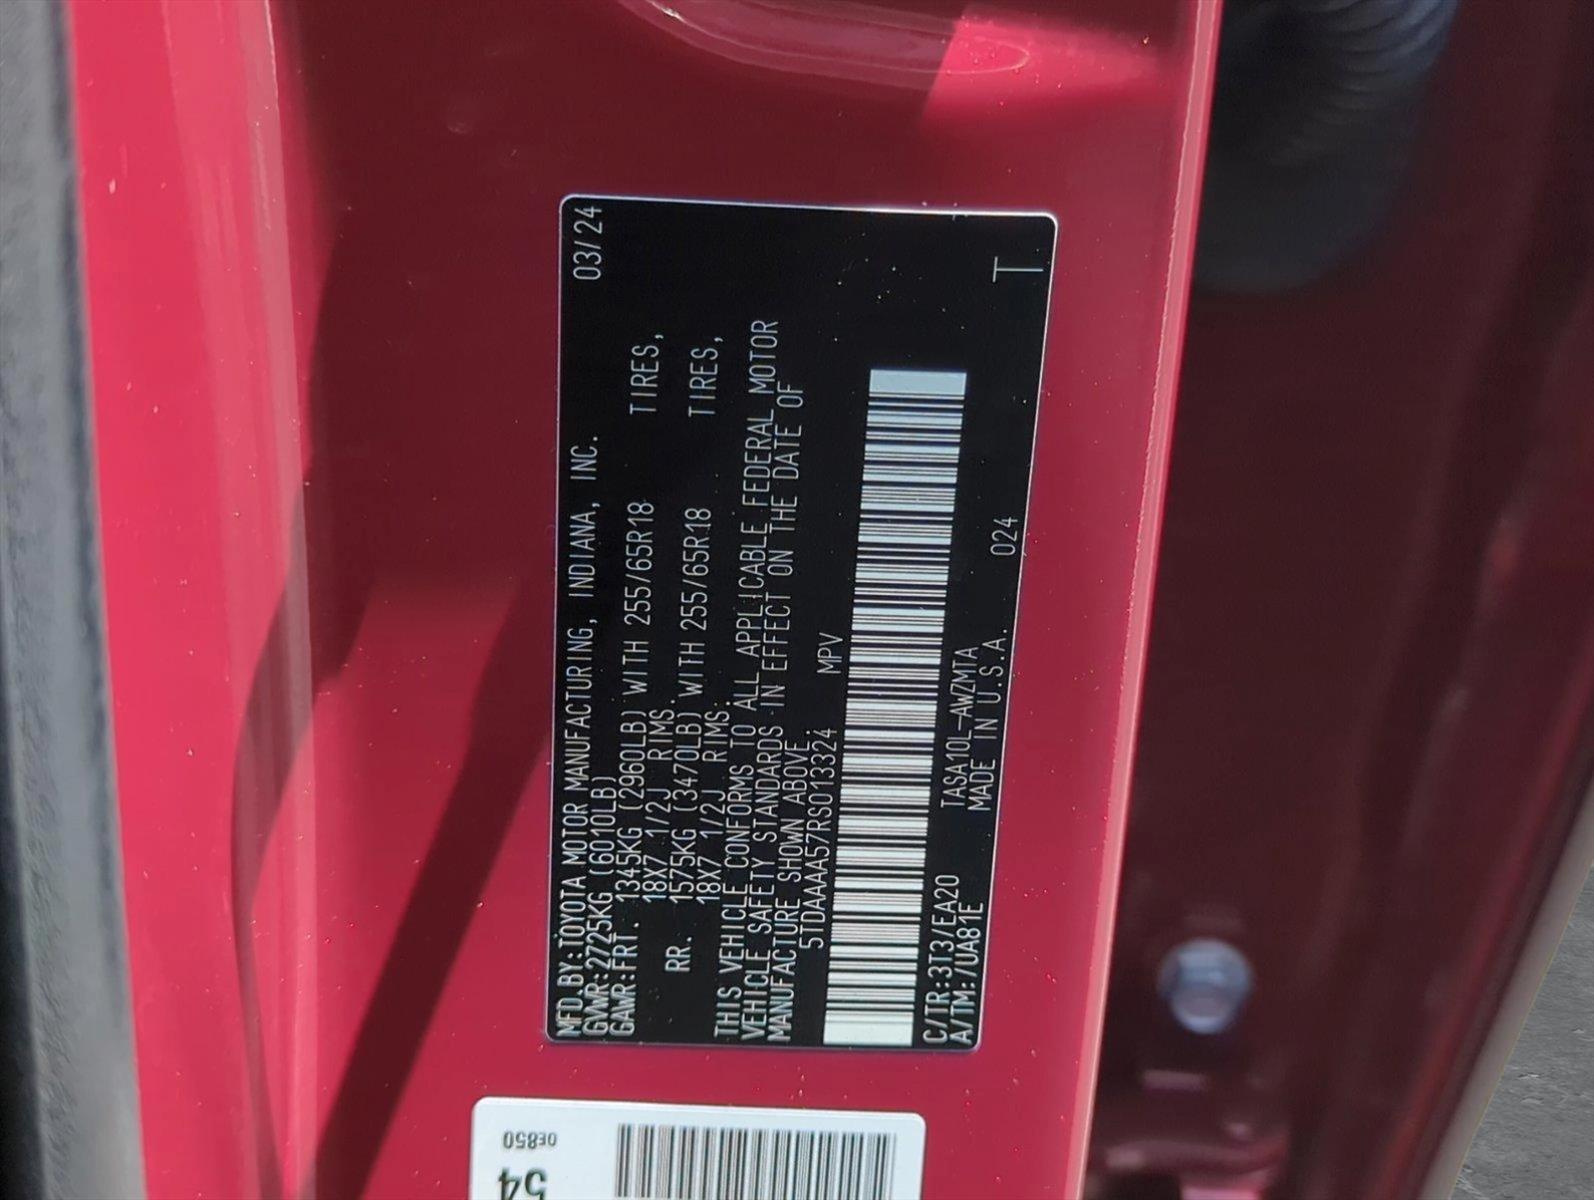 MFD.BY:TOYOTA MOTOR MANUFACTURING, INDIANA, INC. 03/24
GVWR:2725KG (6010LB)
GAWR:FRT. 1345KG (2960LB) WITH 255/65R18 TIRES,
18X7 1/2J RIMS.
RR. 1575KG (3470LB) WITH 255/65R18 TIRES,
18X7 1/2J RIMS.
THIS VEHICLE CONFORMS TO ALL APPLICABLE FEDERAL MOTOR
VEHICLE SAFETY STANDARDS IN EFFECT ON THE DATE OF
MANUFACTURE SHOWN ABOVE.
5TDAAAA57RS013324 MPV
C/TR:3T3/EA20 TASA10L-AWZMTA
A/TM:/UA81E MADE IN U.S.A. 024 T
54
0E850